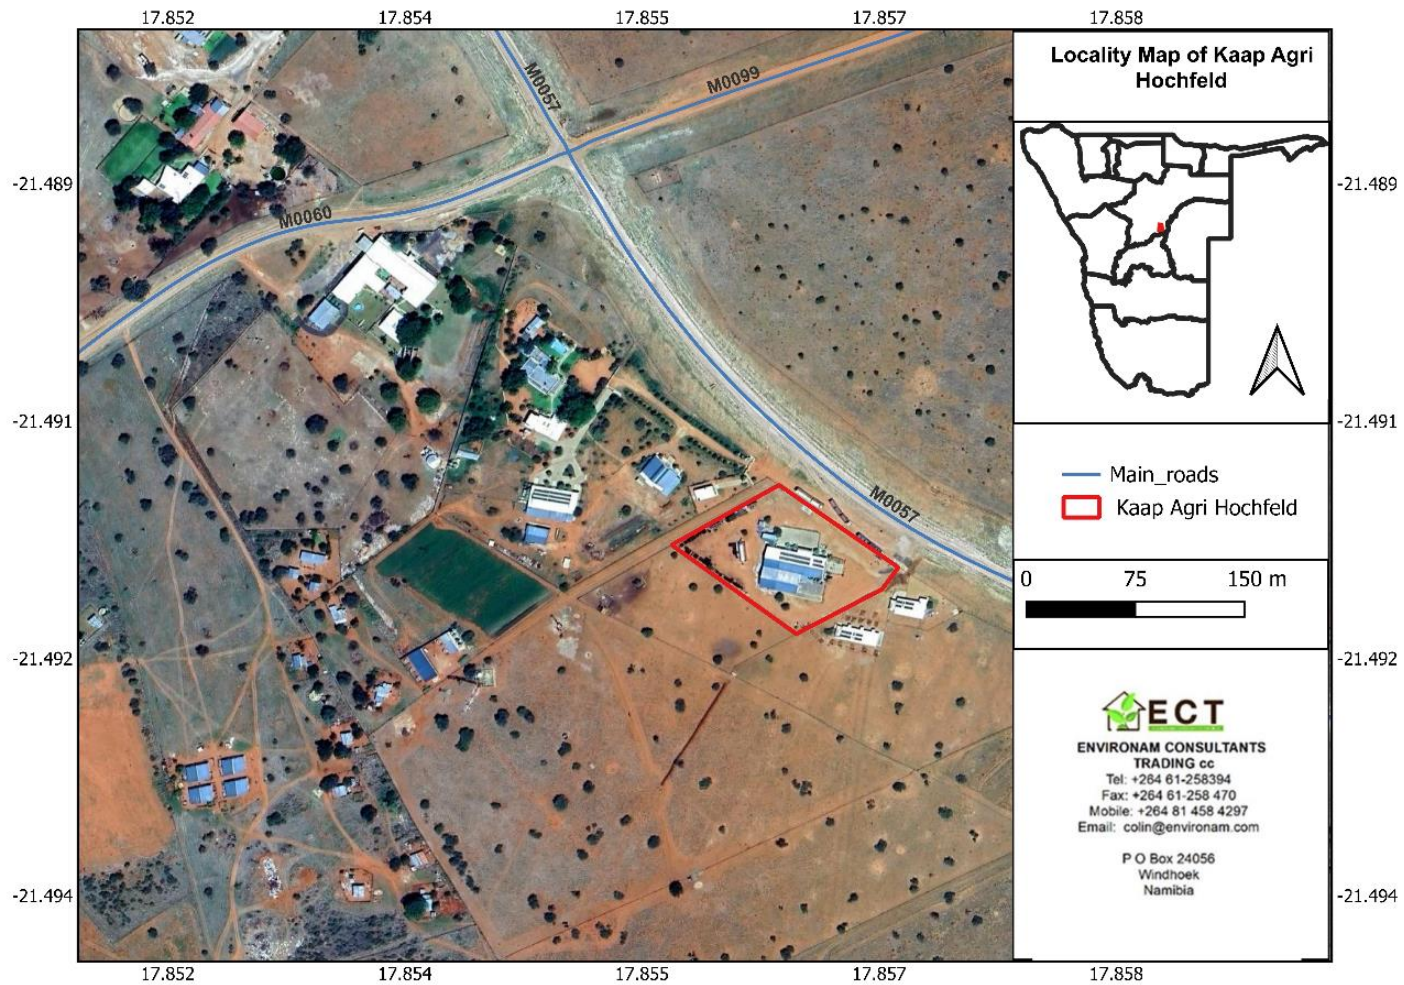 17.852 17.854 17.855 17.857 17.858
Locality Map of Kaap Agri
Hochfeld
M0057
M0099
-21.489
-21.489
M0060
-21.491
-21.491
Main_roads
Kaap Agri Hochfeld
M0057
0 75 150 m
-21.492
-21.492
ECT
ENVIRONAM CONSULTANTS
TRADING cc
Tel: +264 61-258394
Fax: +264 61-258 470
Mobile: +264 81 458 4297
Email: colin@environam.com
P O Box 24056
Windhoek
Namibia
-21.494
-21.494
17.852 17.854 17.855 17.857 17.858